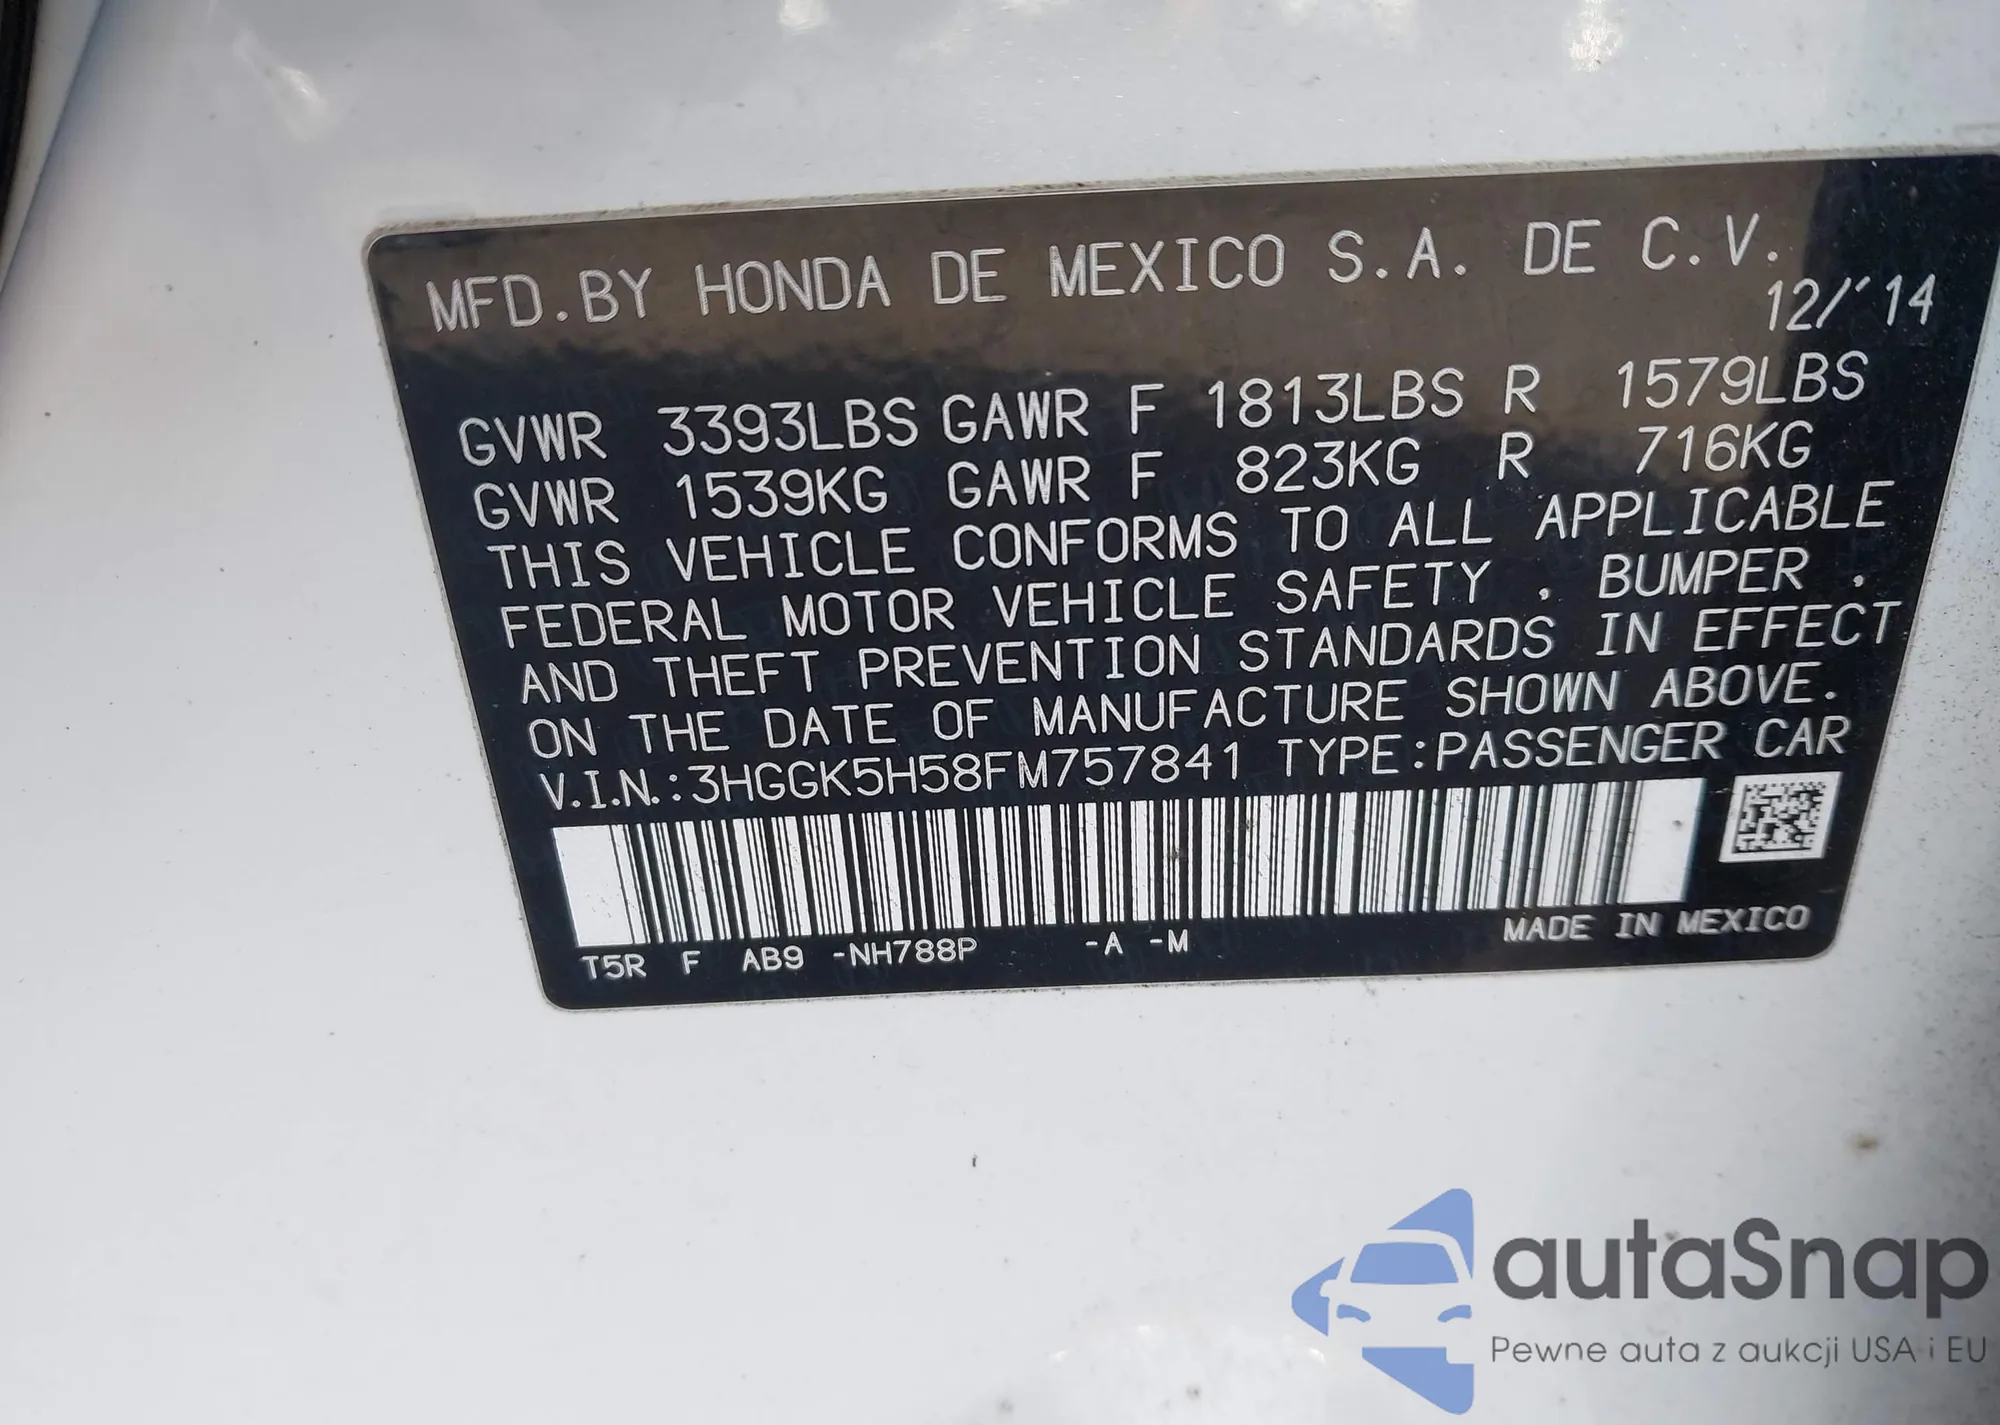 MFD.BY HONDA DE MEXICO S.A. DE C.V.
12/'14
GVWR 3393LBS GAWR F 1813LBS R 1579LBS
GVWR 1539KG GAWR F 823KG R 716KG
THIS VEHICLE CONFORMS TO ALL APPLICABLE
FEDERAL MOTOR VEHICLE SAFETY , BUMPER ,
AND THEFT PREVENTION STANDARDS IN EFFECT
ON THE DATE OF MANUFACTURE SHOWN ABOVE.
V.I.N.:3HGGK5H58FM757841 TYPE:PASSENGER CAR
T5R F AB9 -NH788P -A -M
MADE IN MEXICO
autaSnap
Pewne auta z aukcji USA i EU